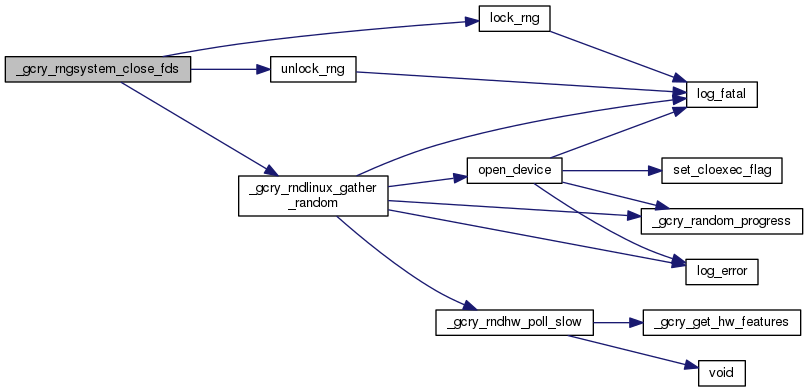 lock_rng
_gcry_rngsystem_close_fds
unlock_rng
log_fatal
open_device
set_cloexec_flag
_gcry_rndlinux_gather
_random
_gcry_random_progress
log_error
_gcry_rndhw_poll_slow
_gcry_get_hw_features
void